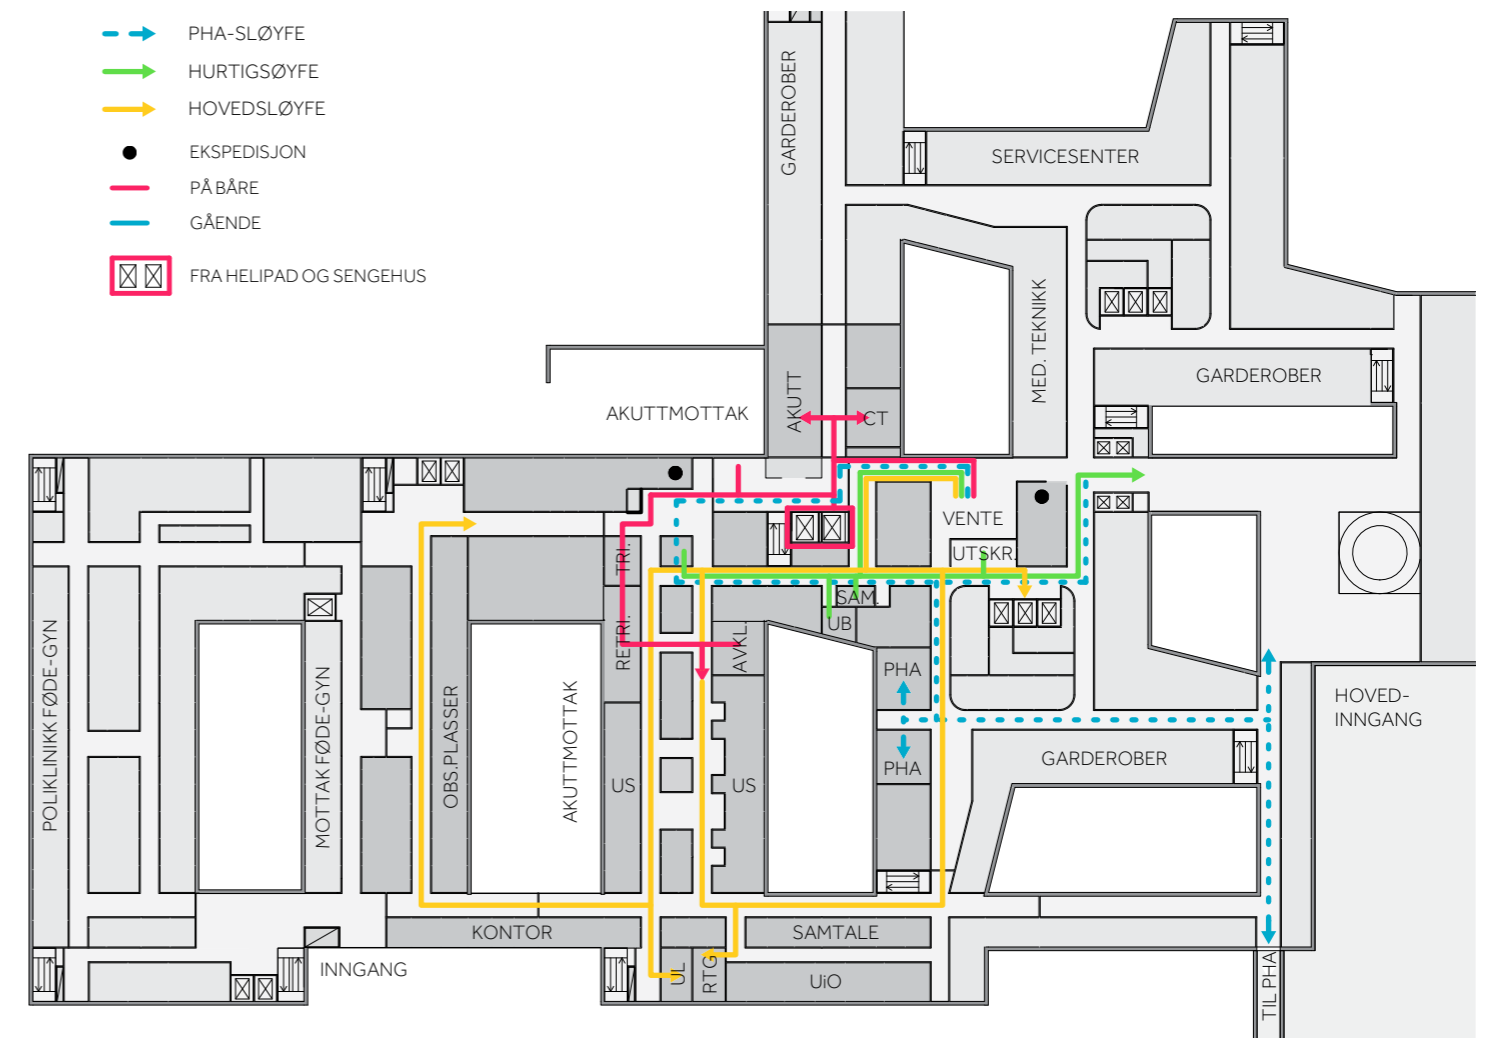 PHA-SLØYFE
HURTIGSØYFE
HOVEDSLØYFE
EKSPEDISJON
PÅ BÅRE
GÅENDE
FRA HELIPAD OG SENGEHUS
GARDEROBER
SERVICESENTER
MED. TEKNIKK
GARDEROBER
AKUTTMOTTAK
AKUTT
CT
VENTE
UTSKR.
TRI.
RETRI.
SAM.
UB
AVKL.
PHA
PHA
POLIKLINIKK FØDE-GYN
MOTTAK FØDE-GYN
OBS.PLASSER
AKUTTMOTTAK
US
US
HOVED-
INNGANG
GARDEROBER
KONTOR
SAMTALE
INNGANG
UL
RTG
UiO
TIL PHA